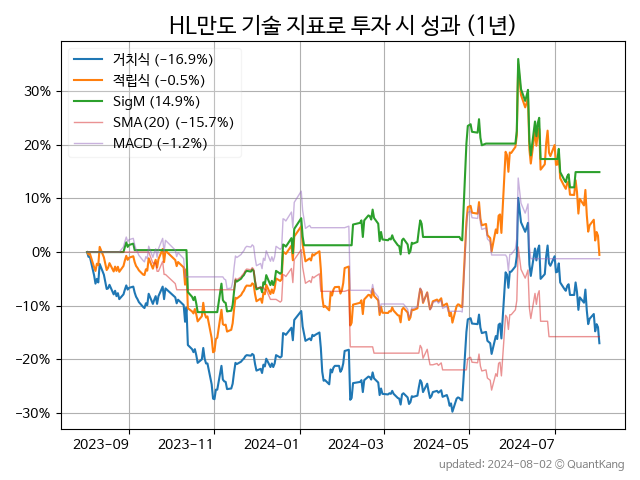 HL만도 기술 지표로 투자 시 성과 (1년)
거치식 (−16.9%)
적립식 (−0.5%)
SigM (14.9%)
SMA(20) (−15.7%)
MACD (−1.2%)
30%
20%
10%
0%
−10%
−20%
−30%
2023-09
2023-11
2024-01
2024-03
2024-05
2024-07
updated: 2024-08-02 © QuantKang